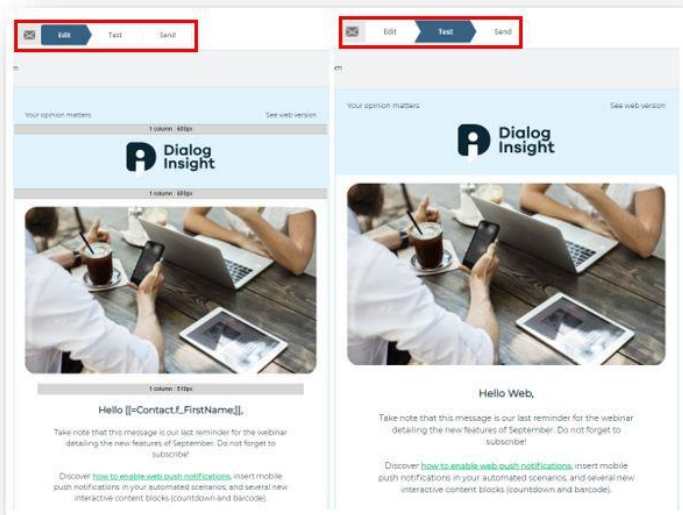 Edit Test Send
m
Your opinion matters See web version
1 column : 600px
Dialog
Insight
1 column : 600px
1 column : 510px
Hello [[=Contact.f_FirstName;]],
Take note that this message is our last reminder for the webinar
detailing the new features of September. Do not forget to
subscribe!
Discover how to enable web push notifications, insert mobile
push notifications in your automated scenarios, and several new
interactive content blocks (countdown and barcode).
Edit Test Send
m
Your opinion matters See web version
Dialog
Insight
Hello Web,
Take note that this message is our last reminder for the webinar
detailing the new features of September. Do not forget to
subscribe!
Discover how to enable web push notifications, insert mobile
push notifications in your automated scenarios, and several new
interactive content blocks (countdown and barcode).